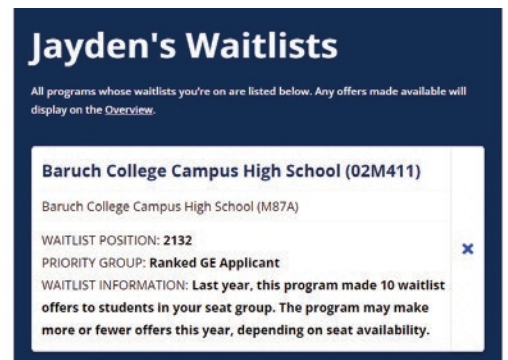 Jayden's Waitlists
All programs whose waitlists you're on are listed below. Any offers made available will
display on the Overview.
Baruch College Campus High School (02M411)
Baruch College Campus High School (M87A)
WAITLIST POSITION: 2132
PRIORITY GROUP: Ranked GE Applicant
WAITLIST INFORMATION: Last year, this program made 10 waitlist
offers to students in your seat group. The program may make
more or fewer offers this year, depending on seat availability.